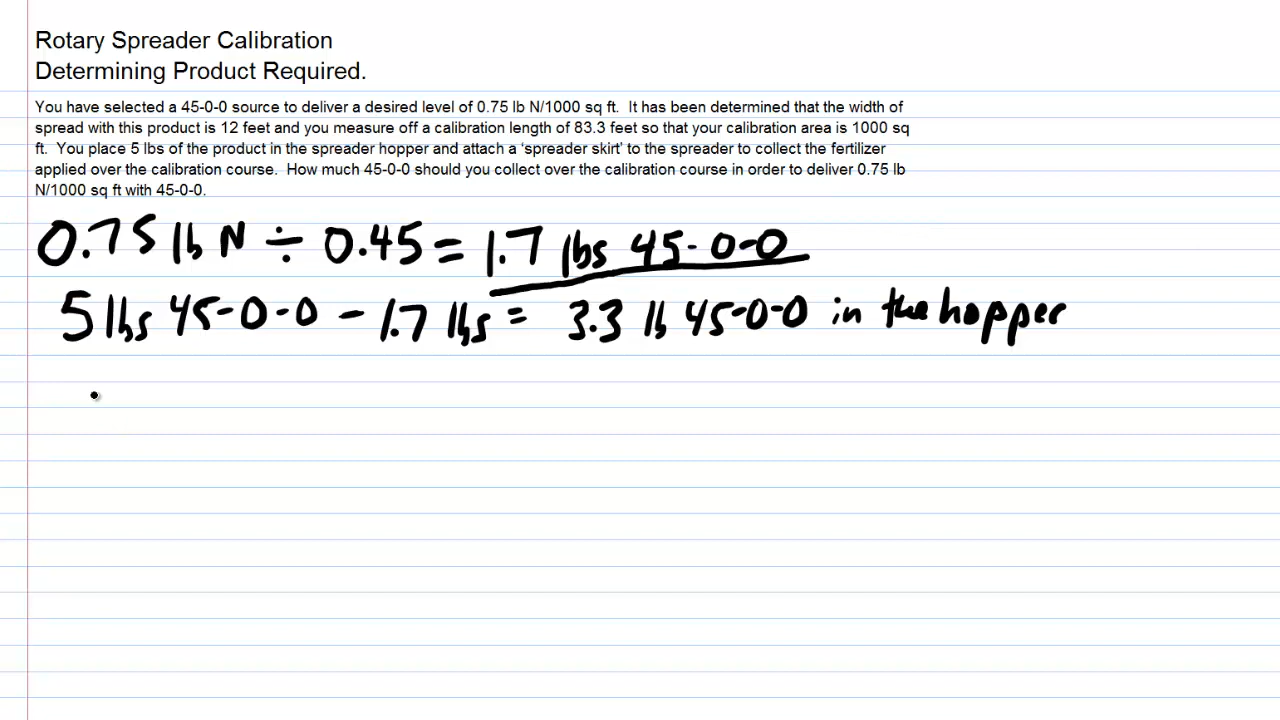 Rotary Spreader Calibration
Determining Product Required.
You have selected a 45-0-0 source to deliver a desired level of 0.75 lb N/1000 sq ft.  It has been determined that the width of
spread with this product is 12 feet and you measure off a calibration length of 83.3 feet so that your calibration area is 1000 sq
ft.  You place 5 lbs of the product in the spreader hopper and attach a ‘spreader skirt’ to the spreader to collect the fertilizer
applied over the calibration course.  How much 45-0-0 should you collect over the calibration course in order to deliver 0.75 lb
N/1000 sq ft with 45-0-0.
0.75 lb N ÷ 0.45 = 1.7 lbs 45-0-0
5 lbs 45-0-0 - 1.7 lbs = 3.3 lb 45-0-0 in the hopper